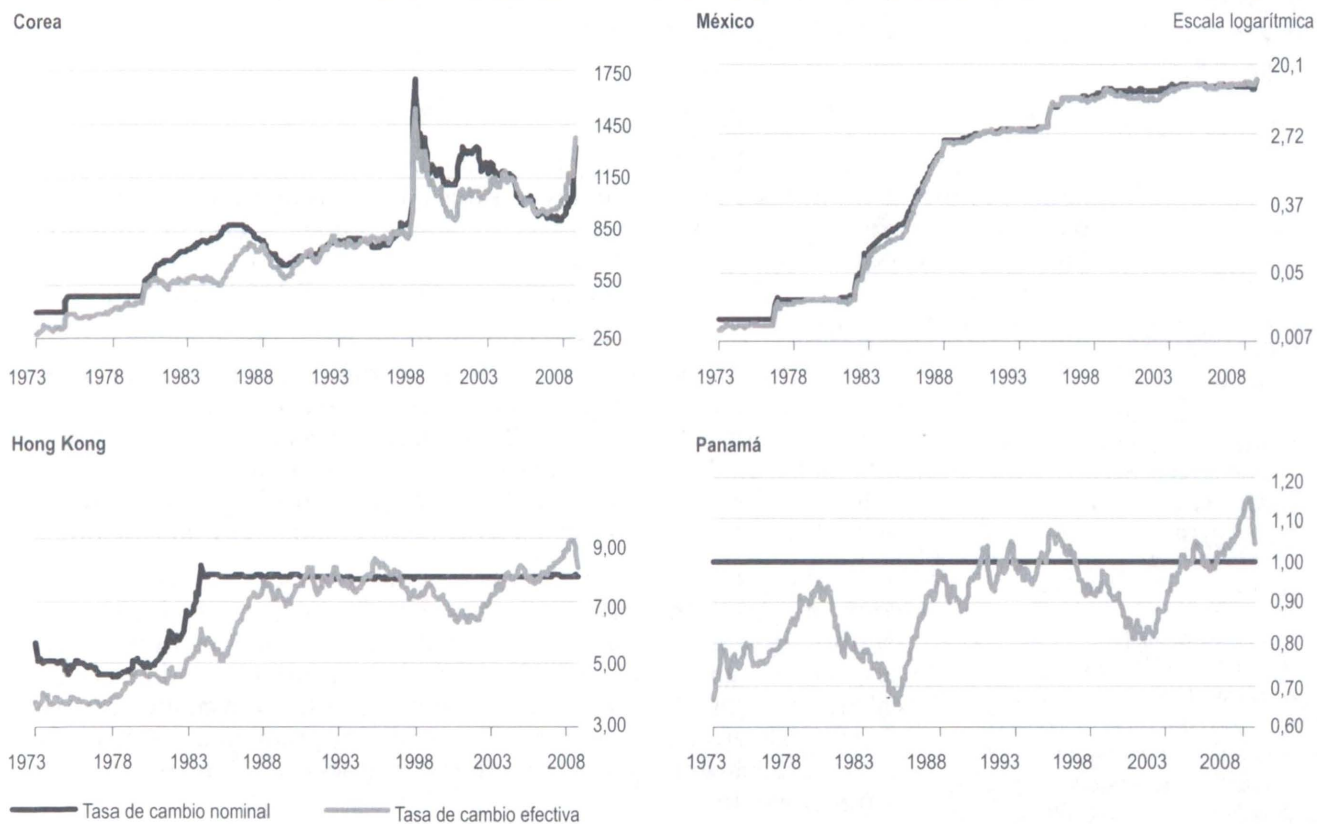 Corea
1750
1450
1150
850
550
250
1973 1978 1983 1988 1993 1998 2003 2008
México
Escala logarítmica
20,1
2,72
0,37
0,05
0,007
1973 1978 1983 1988 1993 1998 2003 2008
Hong Kong
9,00
7,00
5,00
3,00
1973 1978 1983 1988 1993 1998 2003 2008
Panamá
1,20
1,10
1,00
0,90
0,80
0,70
0,60
1973 1978 1983 1988 1993 1998 2003 2008
Tasa de cambio nominal
Tasa de cambio efectiva